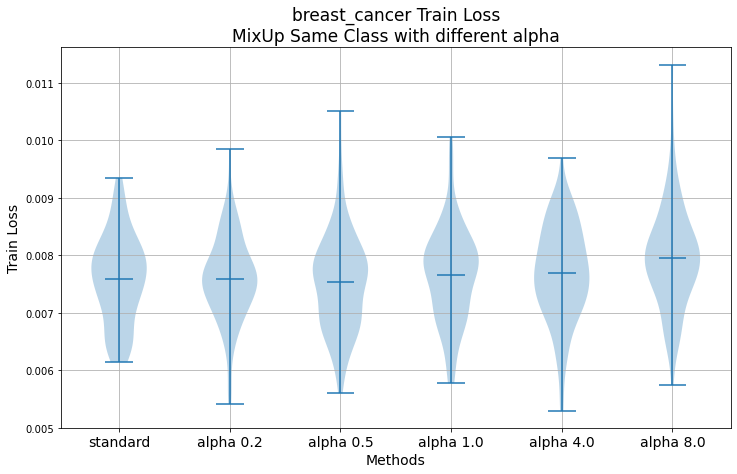 breast_cancer Train Loss
MixUp Same Class with different alpha
0.011
0.010
0.009
0.008
0.007
0.006
0.005
Train Loss
standard alpha 0.2 alpha 0.5 alpha 1.0 alpha 4.0 alpha 8.0
Methods